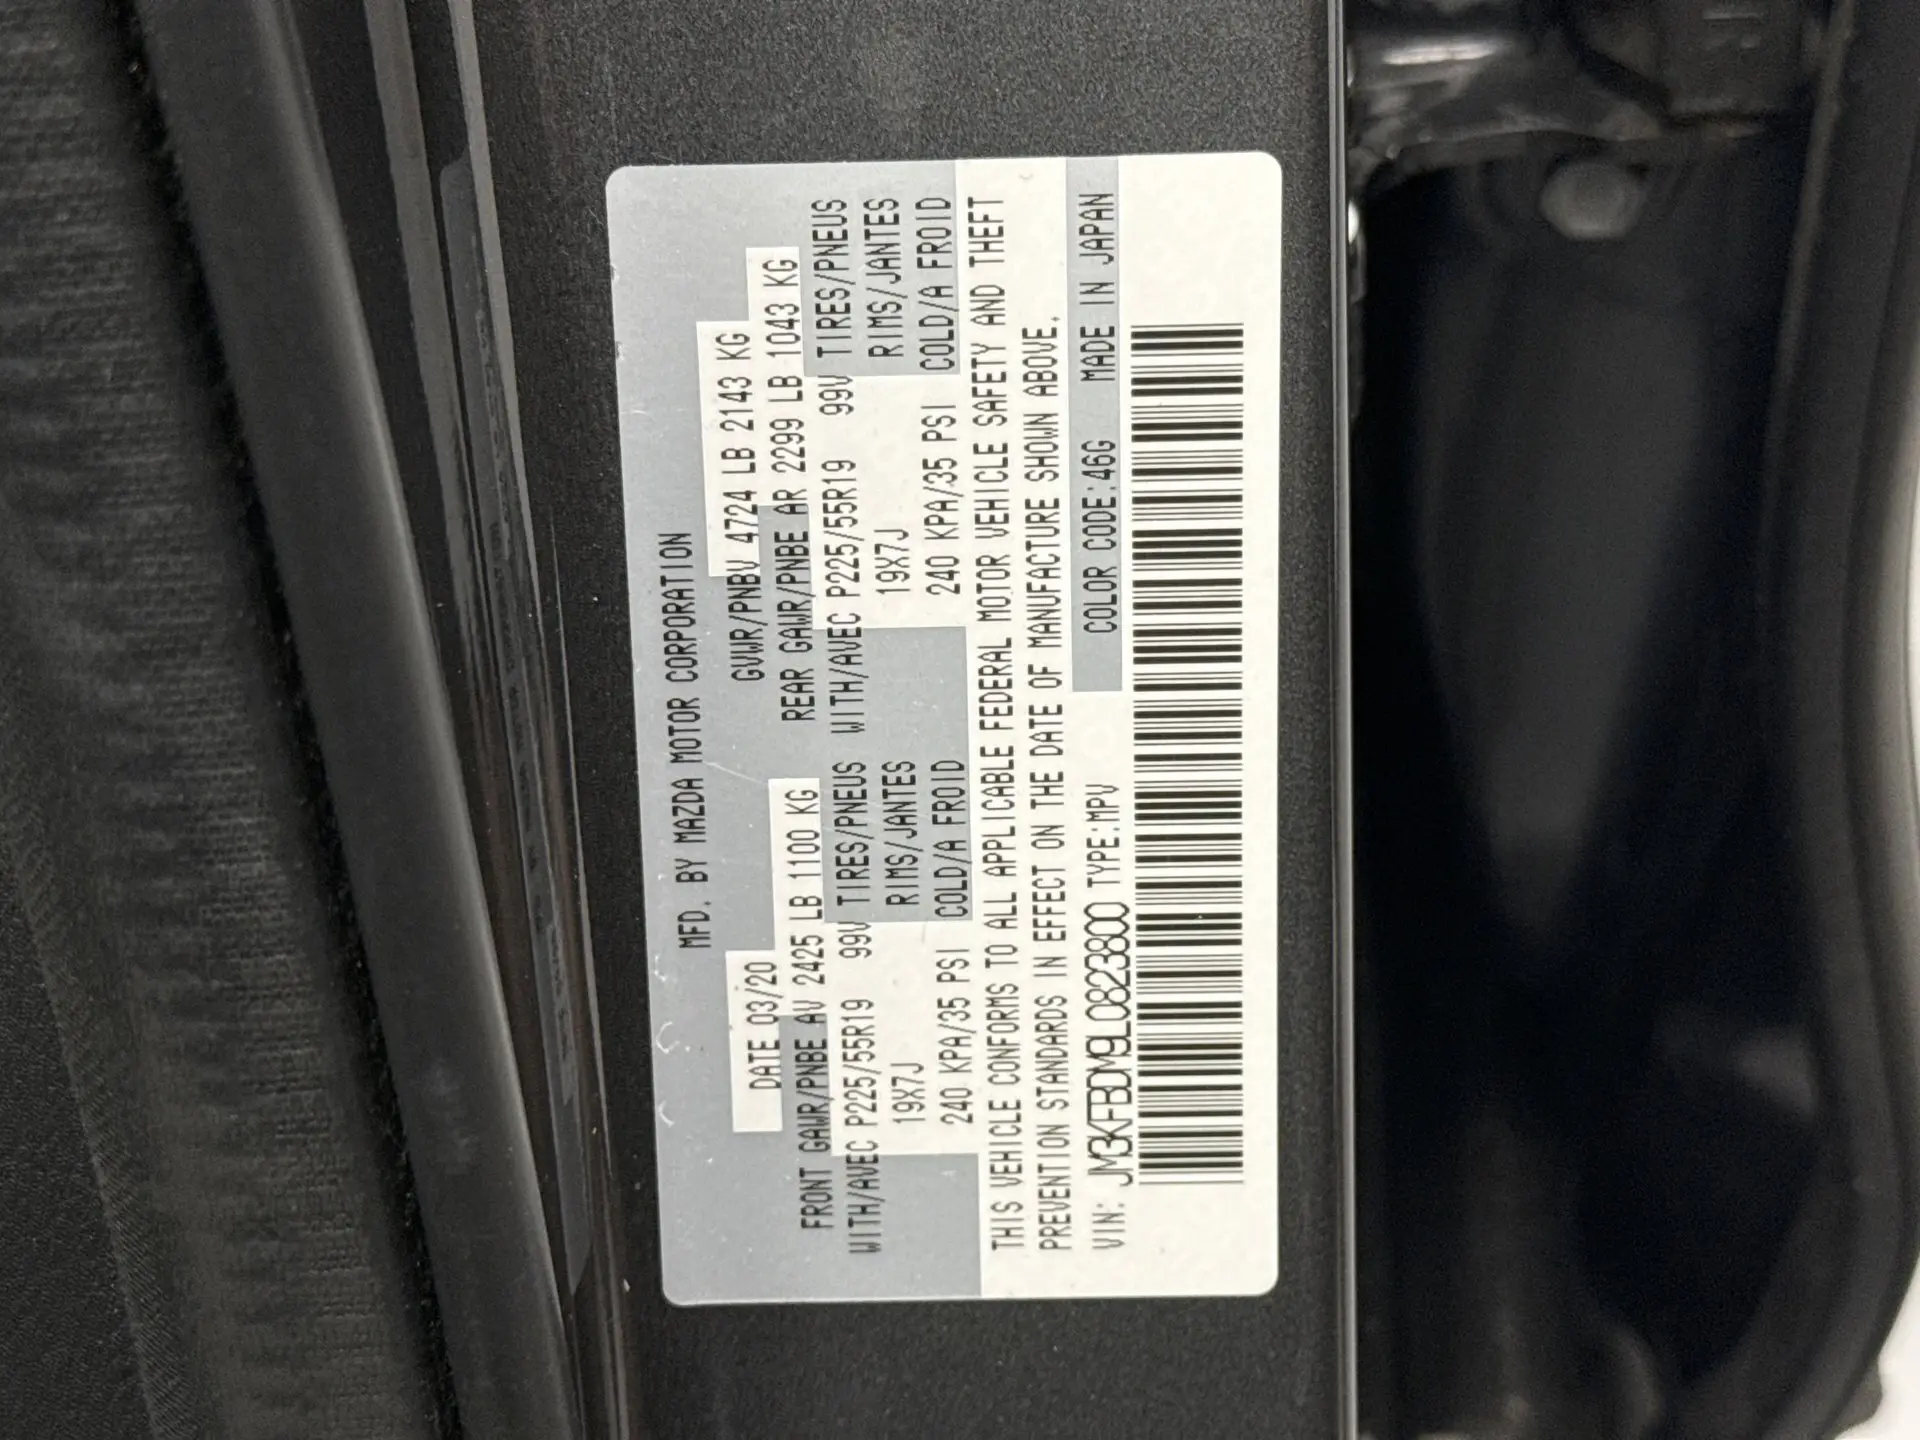 MFD. BY MAZDA MOTOR CORPORATION
DATE 03/20 GVWR/PNBV 4724 LB 2143 KG
FRONT GAWR/PNBE AV 2425 LB 1100 KG REAR GAWR/PNBE AR 2299 LB 1043 KG
WITH/AVEC P225/55R19 99V TIRES/PNEUS WITH/AVEC P225/55R19 99V TIRES/PNEUS
19X7J RIMS/JANTES 19X7J RIMS/JANTES
240 KPA/35 PSI COLD/A FROID 240 KPA/35 PSI COLD/A FROID
THIS VEHICLE CONFORMS TO ALL APPLICABLE FEDERAL MOTOR VEHICLE SAFETY AND THEFT
PREVENTION STANDARDS IN EFFECT ON THE DATE OF MANUFACTURE SHOWN ABOVE.
VIN: JM3KFBDM9L0823800 TYPE:MPV COLOR CODE:46G MADE IN JAPAN